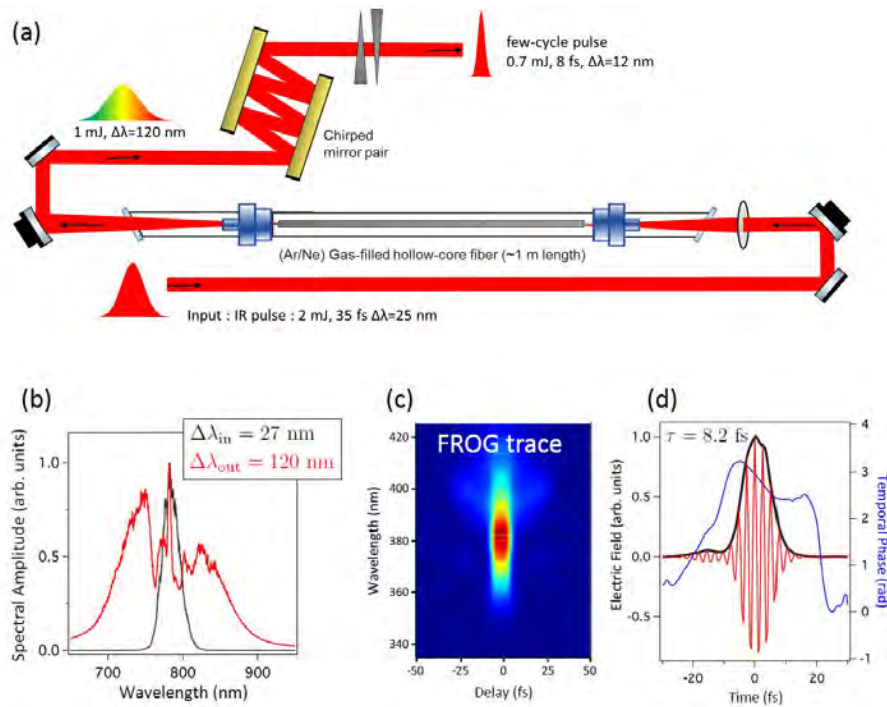 (a)
few-cycle pulse
0.7 mJ, 8 fs, Δλ=12 nm
1 mJ, Δλ=120 nm
Chirped
mirror pair
(Ar/Ne) Gas-filled hollow-core fiber (~1 m length)
Input : IR pulse : 2 mJ, 35 fs Δλ=25 nm
(b)
Δλin = 27 nm
Δλout = 120 nm
Spectral Amplitude (arb. units)
1.0
0.5
0.0
700
800
900
Wavelength (nm)
(c)
FROG trace
Wavelength (nm)
420
400
380
360
340
-50
-25
0
25
50
Delay (fs)
(d)
τ = 8.2 fs
Electric Field (arb. units)
1.0
0.5
0.0
-0.5
-20
0
20
Time (fs)
4
3
2
1
0
-1
Temporal Phase (rad)